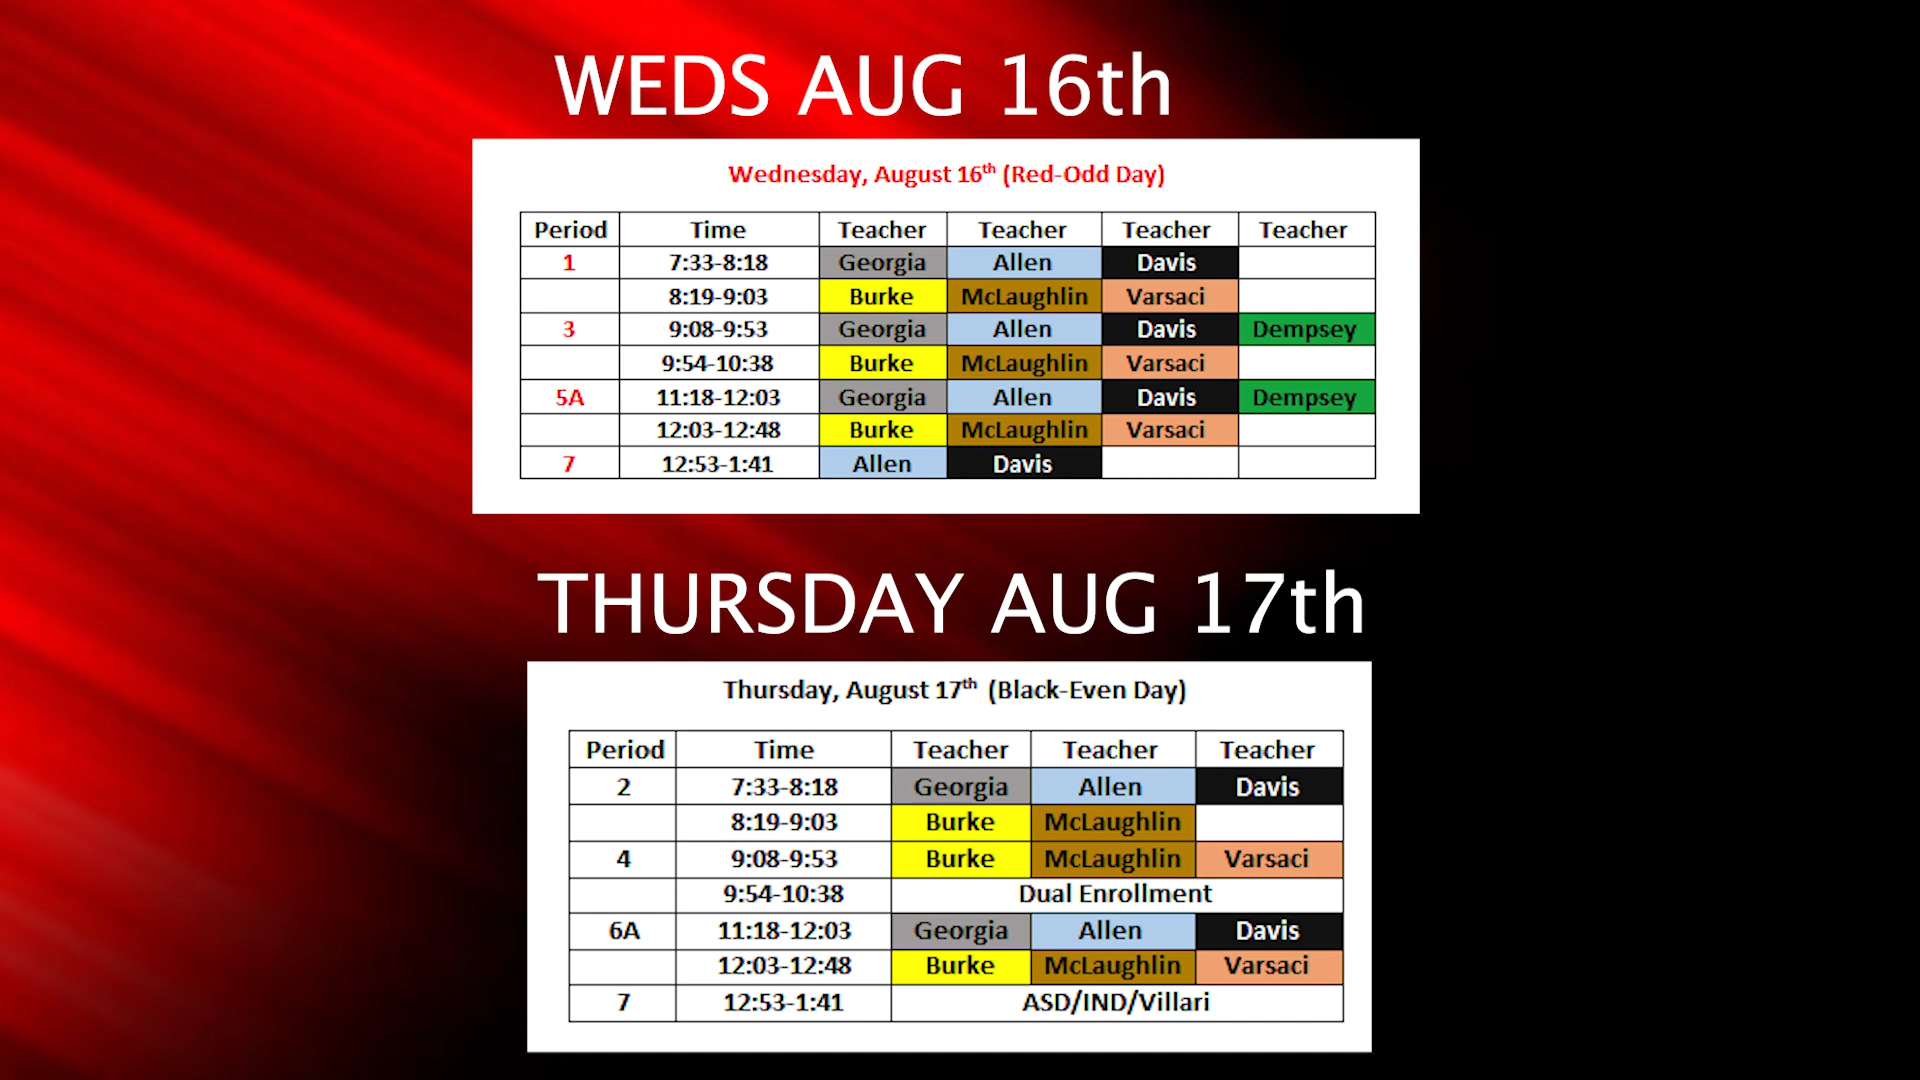 WEDS AUG 16th
Wednesday, August 16th (Red-Odd Day)
Period Time Teacher Teacher Teacher Teacher
1 7:33-8:18 Georgia Allen Davis
8:19-9:03 Burke McLaughlin Varsaci
3 9:08-9:53 Georgia Allen Davis Dempsey
9:54-10:38 Burke McLaughlin Varsaci
5A 11:18-12:03 Georgia Allen Davis Dempsey
12:03-12:48 Burke McLaughlin Varsaci
7 12:53-1:41 Allen Davis
THURSDAY AUG 17th
Thursday, August 17th (Black-Even Day)
Period Time Teacher Teacher Teacher
2 7:33-8:18 Georgia Allen Davis
8:19-9:03 Burke McLaughlin
4 9:08-9:53 Burke McLaughlin Varsaci
9:54-10:38 Dual Enrollment
6A 11:18-12:03 Georgia Allen Davis
12:03-12:48 Burke McLaughlin Varsaci
7 12:53-1:41 ASD/IND/Villari